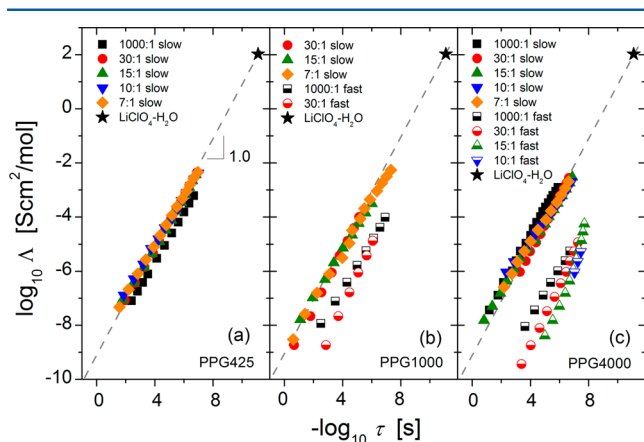 log₁₀ Λ [Scm²/mol]
2
0
-2
-4
-6
-8
-10
1000:1 slow
30:1 slow
15:1 slow
10:1 slow
7:1 slow
LiClO₄-H₂O
1.0
(a)
PPG425
0 4 8 12
30:1 slow
15:1 slow
7:1 slow
1000:1 fast
30:1 fast
LiClO₄-H₂O
(b)
PPG1000
0 4 8
1000:1 slow
30:1 slow
15:1 slow
10:1 slow
7:1 slow
1000:1 fast
30:1 fast
15:1 fast
10:1 fast
LiClO₄-H₂O
(c)
PPG4000
0 4 8 12
-log₁₀ τ [s]